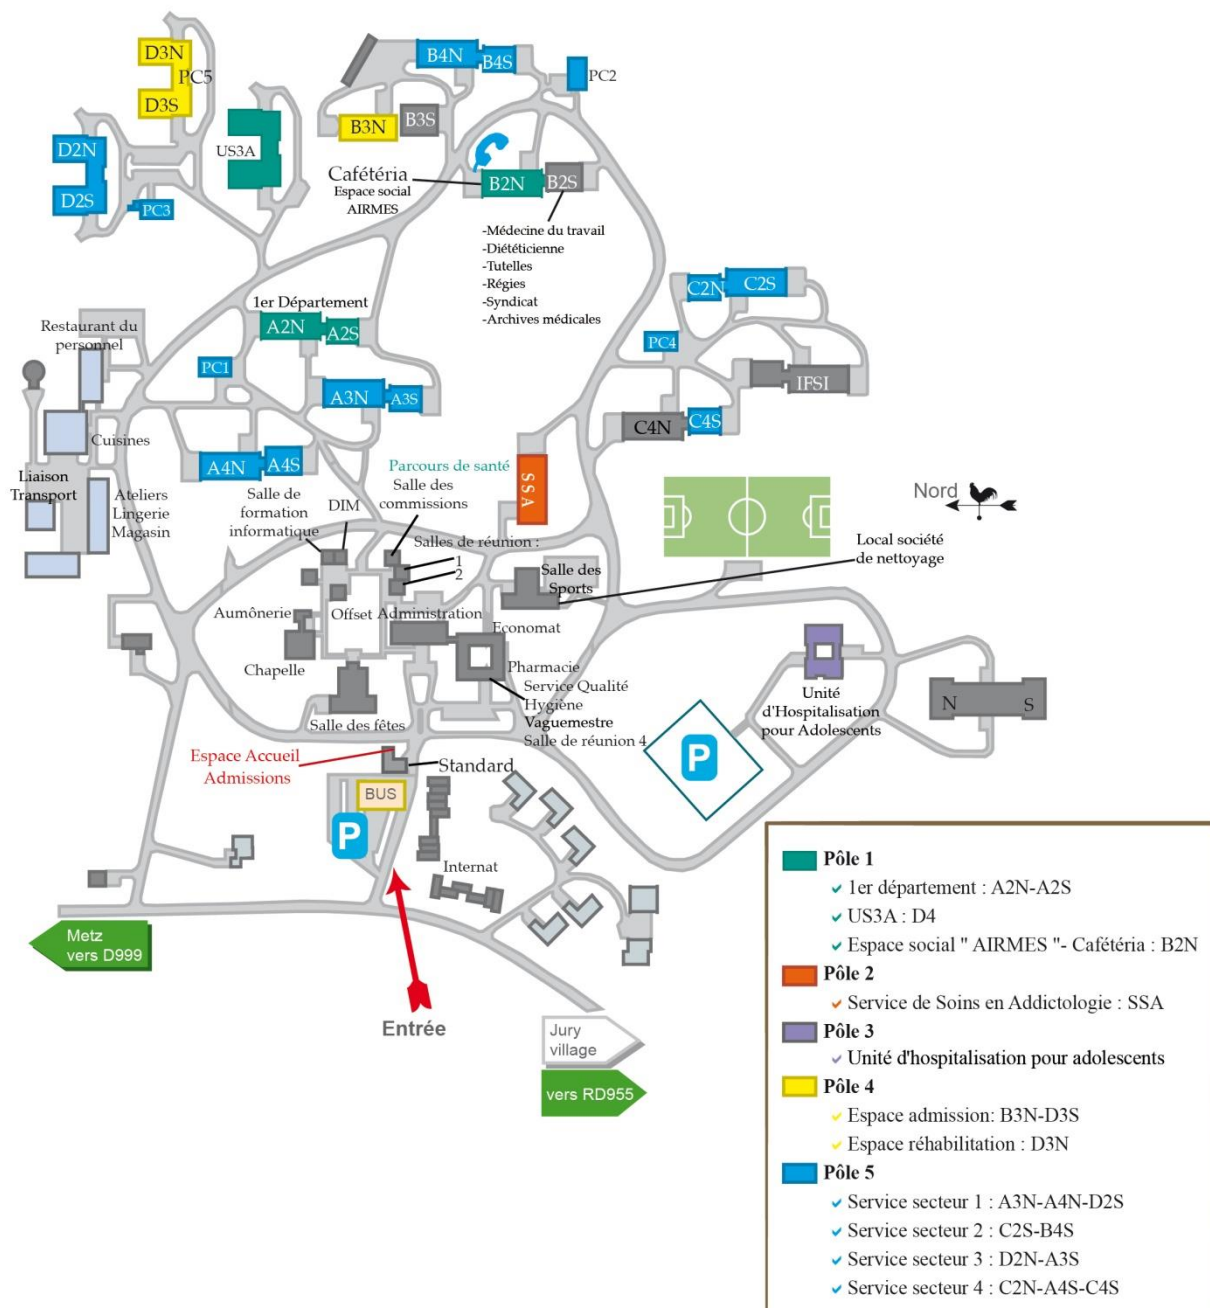 D3N
PC5
D3S
B4N
B4S
PC2
B3N
B3S
US3A
D2N
D2S
PC3
Cafétéria
Espace social
AIRMES
B2N
B2S
-Médecine du travail
-Diététicienne
-Tutelles
-Régies
-Syndicat
-Archives médicales
1er Département
A2N
A2S
C2N
C2S
PC4
IFSI
C4N
C4S
Restaurant du
personnel
PC1
A3N
A3S
Cuisines
A4N
A4S
Liaison
Transport
Ateliers
Lingerie
Magasin
Salle de
formation
informatique
DIM
Parcours de santé
Salle des
commissions
SSA
Nord
Salles de réunion :
1
2
Local société
de nettoyage
Salle des
Sports
Aumônerie
Offset
Administration
Economat
Chapelle
Pharmacie
Service Qualité
Hygiène
Vaguemestre
Salle de réunion 4
Salle des fêtes
Unité
d'Hospitalisation
pour Adolescents
N
S
P
Espace Accueil
Admissions
Standard
BUS
P
Internat
Metz
vers D999
Entrée
Jury
village
vers RD955
Pôle 1
1er département : A2N-A2S
US3A : D4
Espace social " AIRMES "- Cafétéria : B2N
Pôle 2
Service de Soins en Addictologie : SSA
Pôle 3
Unité d'hospitalisation pour adolescents
Pôle 4
Espace admission: B3N-D3S
Espace réhabilitation : D3N
Pôle 5
Service secteur 1 : A3N-A4N-D2S
Service secteur 2 : C2S-B4S
Service secteur 3 : D2N-A3S
Service secteur 4 : C2N-A4S-C4S